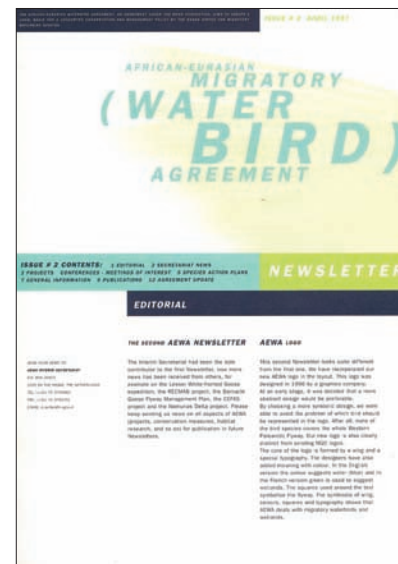 ISSUE # 2 APRIL 1997
AFRICAN-EURASIAN
MIGRATORY
(WATER
BIRD)
AGREEMENT
ISSUE # 2 CONTENTS: 1 EDITORIAL 2 SECRETARIAT NEWS
2 PROJECTS CONFERENCES - MEETINGS OF INTEREST 3 SPECIES ACTION PLANS
7 GENERAL INFORMATION 9 PUBLICATIONS 12 AGREEMENT UPDATE
NEWSLETTER
EDITORIAL
THE SECOND AEWA NEWSLETTER
The Interim Secretariat had been the sole
contributor to the first Newsletter, now more
news has been received from others, for
example on the Lesser White-fronted Goose
expedition, the
project, the Barnacle
Goose Flyway Management Plan, the
project and the Namurus Delta project. Please
keep sending us news on all aspects of AEWA
(projects, conservation measures, habitat
research, and so on) for publication in future
Newsletters.
AEWA LOGO
This second Newsletter looks quite different
from the first one. We have incorporated our
new AEWA logo in the layout. This logo was
designed in 1996 by a graphics company.
At an early stage, it was decided that a more
abstract design would be preferable.
By choosing a more symbolic design, we were
able to avoid the problem of which bird should
be represented in the logo. After all, none of
the bird species covers the whole Western
Palearctic Flyway. Our new logo is also clearly
distinct from existing NGO logos.
The core of the logo is formed by a wing and a
special typography. The designers have also
added meaning with colour. In the English
version the colour suggests water (blue) and in
the French version green is used to suggest
wetlands. The squares used around the text
symbolise the flyway. The symbiosis of wing,
colours, squares and typography shows that
AEWA deals with migratory waterbirds and
wetlands.